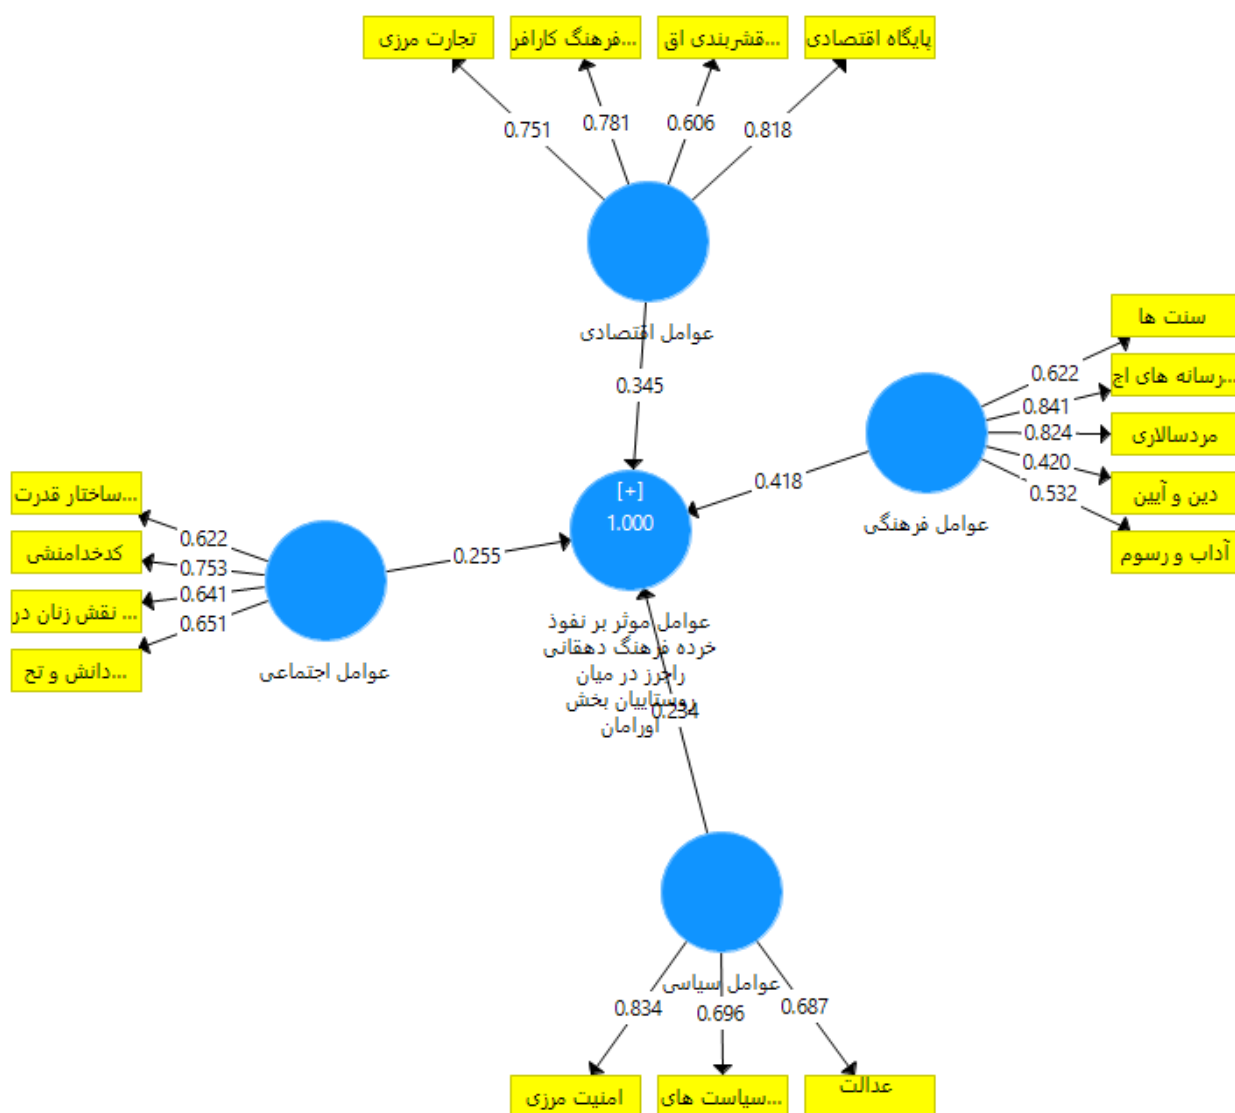 تجارت مرزی
فرهنگ کارافر...
قشربندی اق...
پایگاه اقتصادی
0.751
0.781
0.606
0.818
عوامل اقتصادی
0.345
سنت ها
رسانه های اج...
مردسالاری
دین و آیین
آداب و رسوم
0.622
0.841
0.824
0.420
0.532
عوامل فرهنگی
0.418
[+]
1.000
عوامل موثر بر نفوذ
خرده فرهنگ دهقانی
راجرز در میان
روستاییان بخش
اورامان
ساختار قدرت...
کدخدامنشی
نقش زنان در ...
دانش و تح...
0.622
0.753
0.641
0.651
عوامل اجتماعی
0.255
0.234
عوامل سیاسی
0.834
0.696
0.687
امنیت مرزی
سیاست های...
عدالت